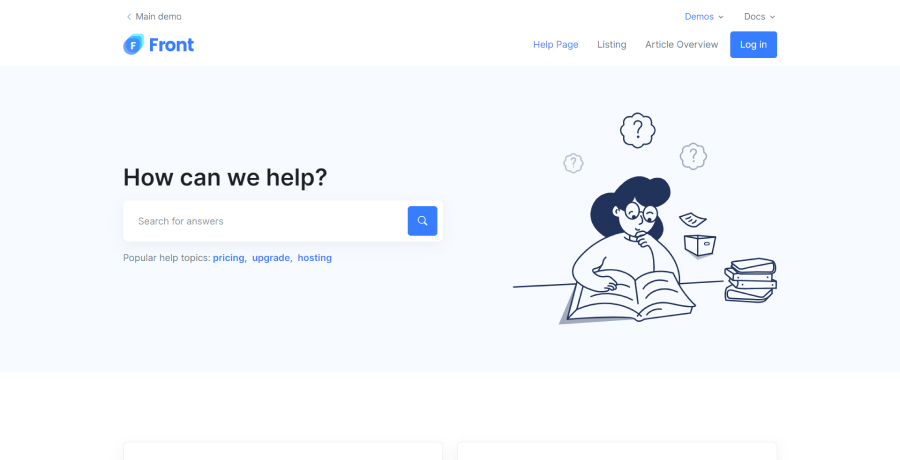 Main demo
Demos
Docs
Front
Help Page
Listing
Article Overview
Log in
How can we help?
Search for answers
Popular help topics: pricing, upgrade, hosting